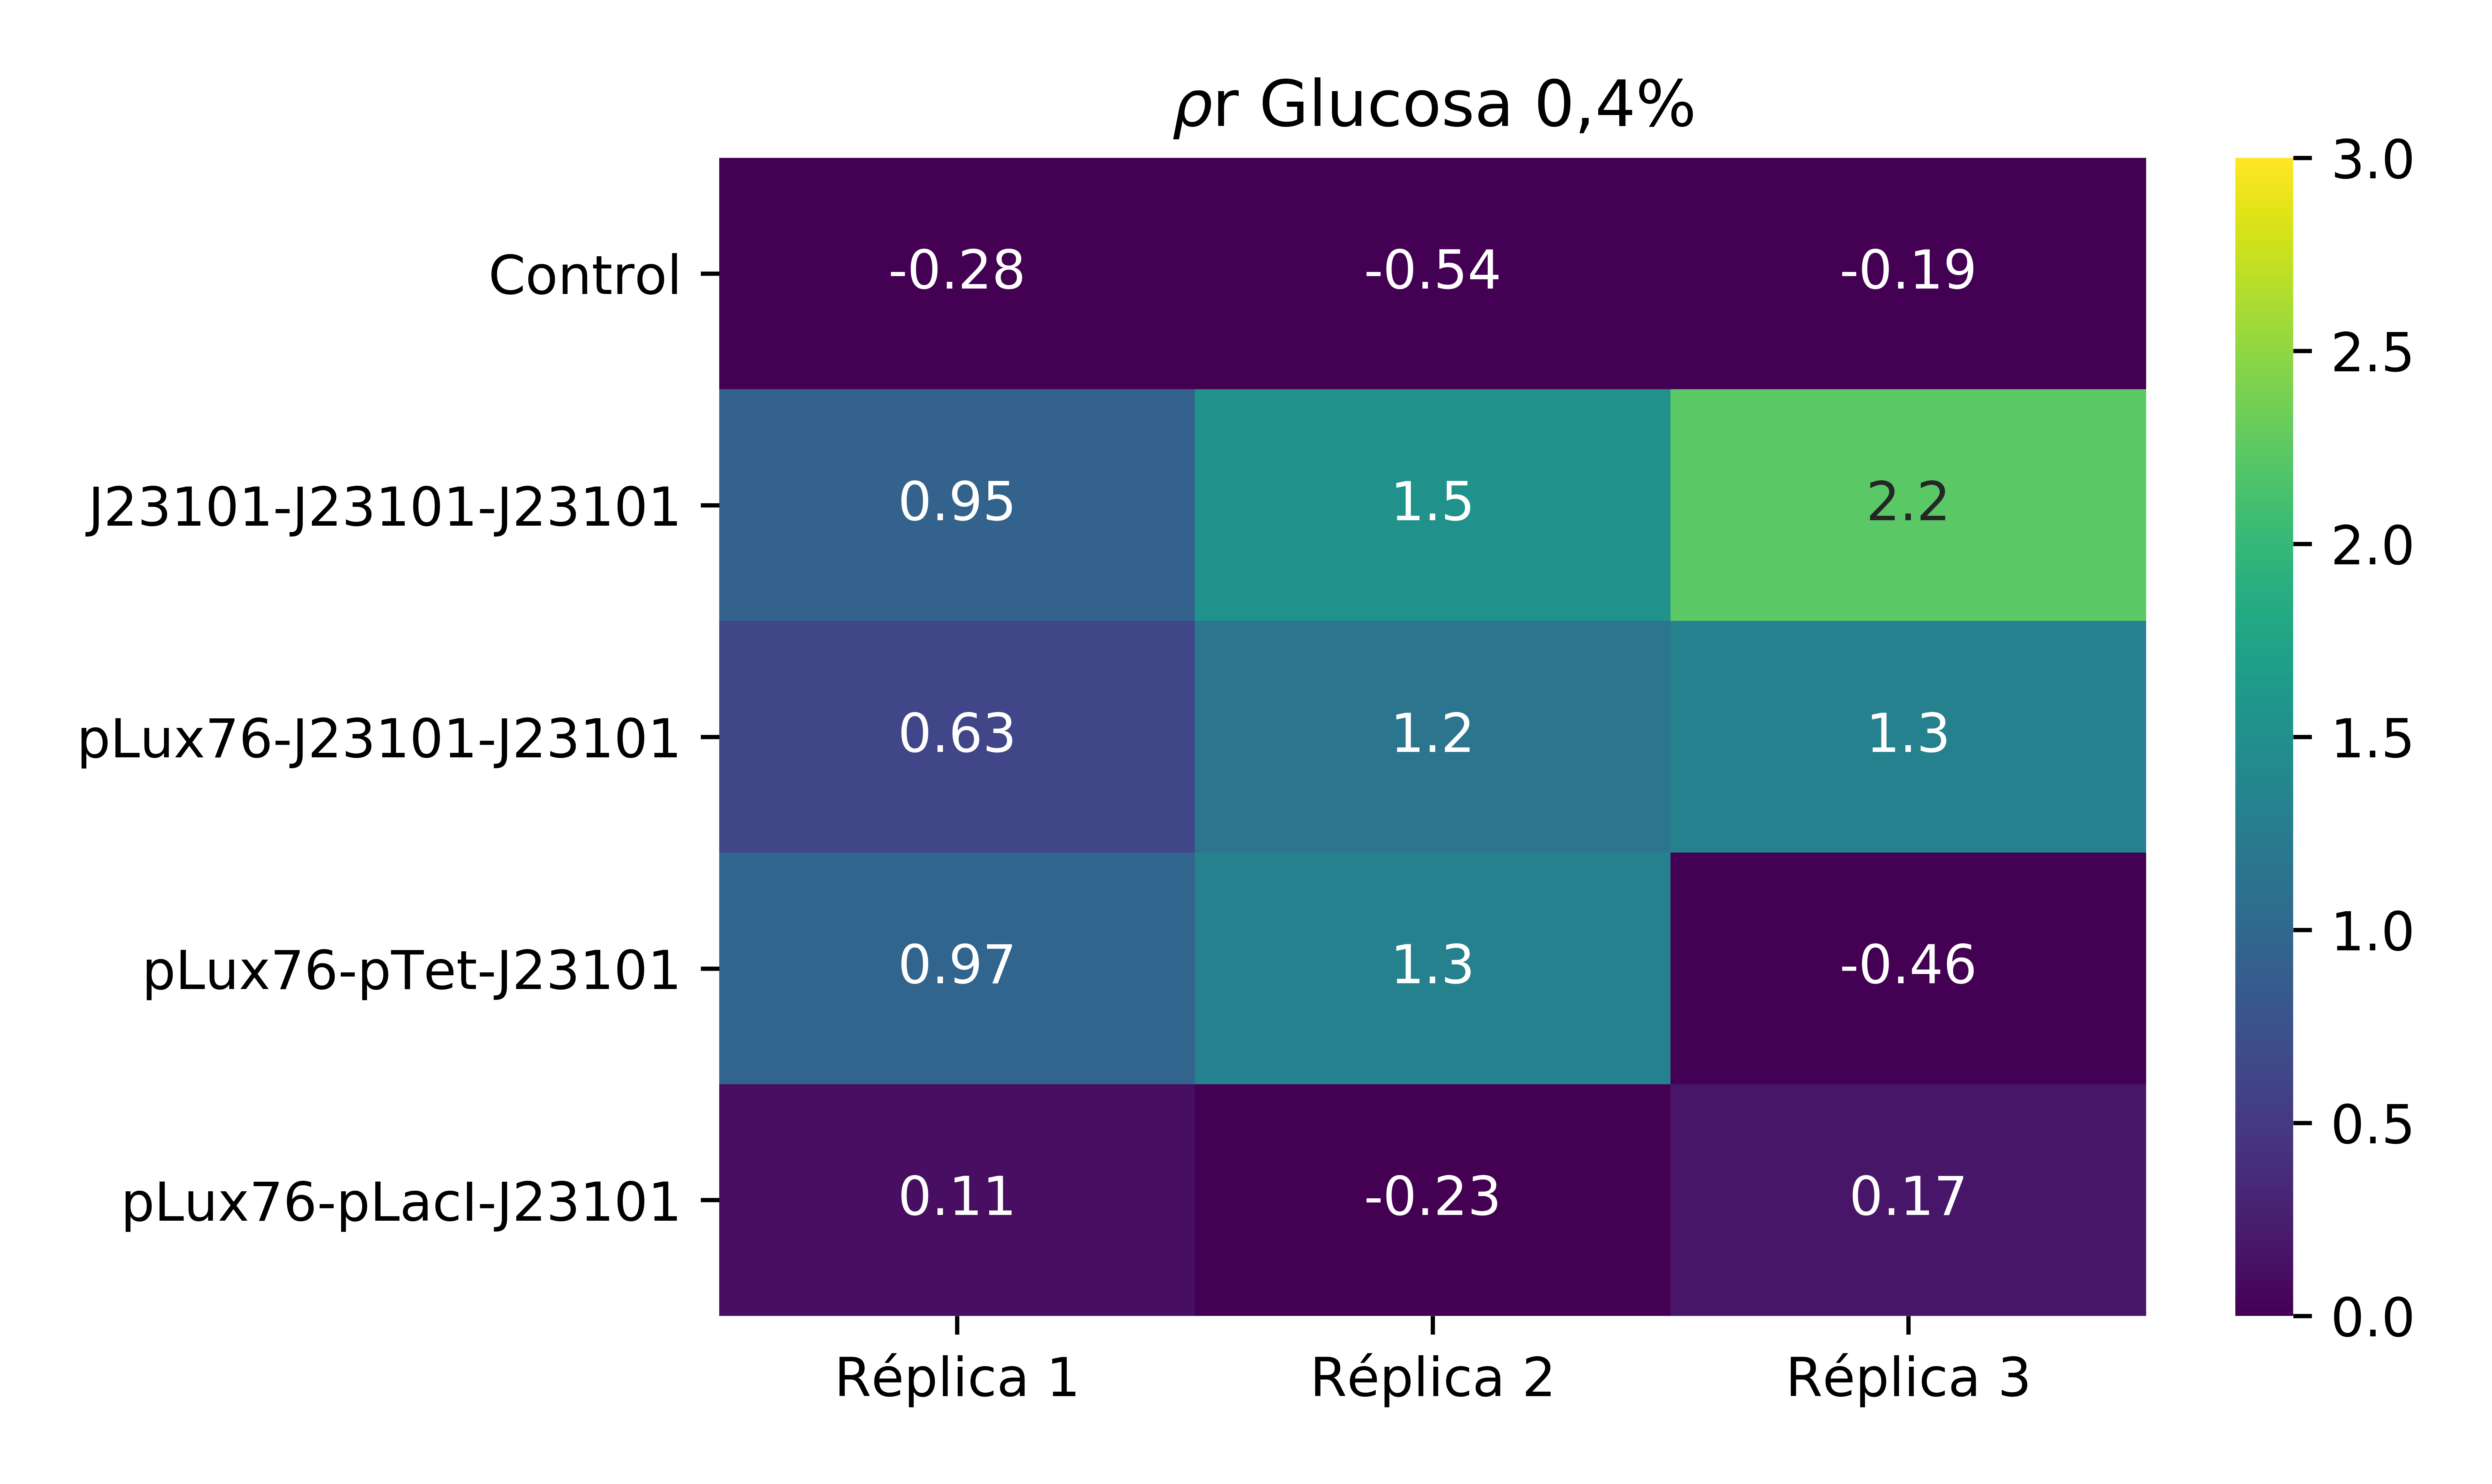 ρr Glucosa 0,4%
Control -0.28 -0.54 -0.19
J23101-J23101-J23101 0.95 1.5 2.2
pLux76-J23101-J23101 0.63 1.2 1.3
pLux76-pTet-J23101 0.97 1.3 -0.46
pLux76-pLacI-J23101 0.11 -0.23 0.17
Réplica 1 Réplica 2 Réplica 3
3.0
2.5
2.0
1.5
1.0
0.5
0.0